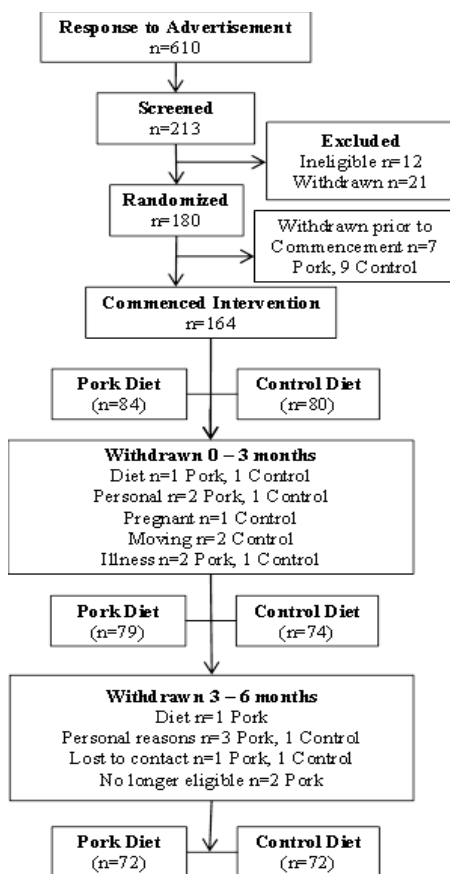 Response to Advertisement
n=610
Screened
n=213
Excluded
Ineligible n=12
Withdrawn n=21
Randomized
n=180
Withdrawn prior to
Commencement n=7
Pork, 9 Control
Commenced Intervention
n=164
Pork Diet
(n=84)
Control Diet
(n=80)
Withdrawn 0 – 3 months
Diet n=1 Pork, 1 Control
Personal n=2 Pork, 1 Control
Pregnant n=1 Control
Moving n=2 Control
Illness n=2 Pork, 1 Control
Pork Diet
(n=79)
Control Diet
(n=74)
Withdrawn 3 – 6 months
Diet n=1 Pork
Personal reasons n=3 Pork, 1 Control
Lost to contact n=1 Pork, 1 Control
No longer eligible n=2 Pork
Pork Diet
(n=72)
Control Diet
(n=72)